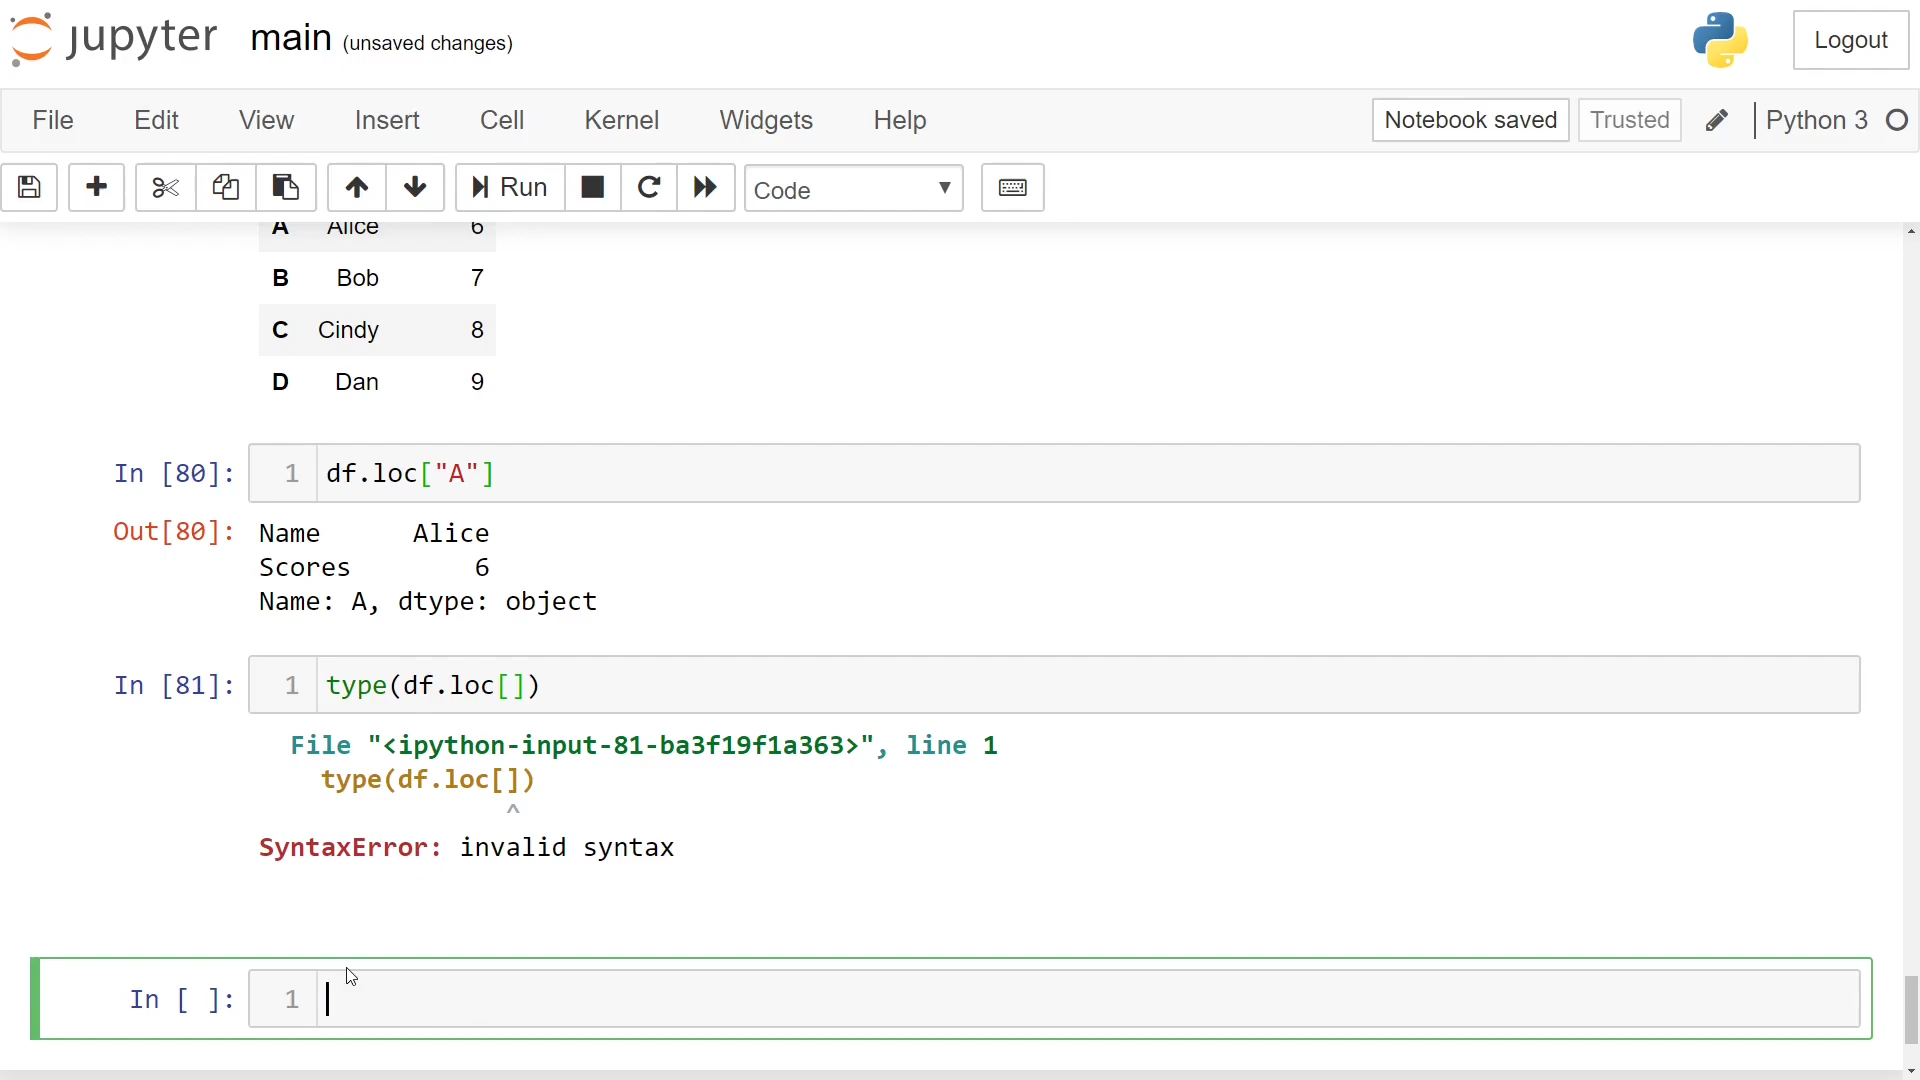 jupyter main (unsaved changes) Logout
File Edit View Insert Cell Kernel Widgets Help Notebook saved Trusted Python 3
Run Code
A Alice 6
B Bob 7
C Cindy 8
D Dan 9
In [80]: 1 df.loc["A"]
Out[80]: Name Alice
Scores 6
Name: A, dtype: object
In [81]: 1 type(df.loc[])
File "<ipython-input-81-ba3f19f1a363>", line 1
type(df.loc[])
^
SyntaxError: invalid syntax
In [ ]: 1